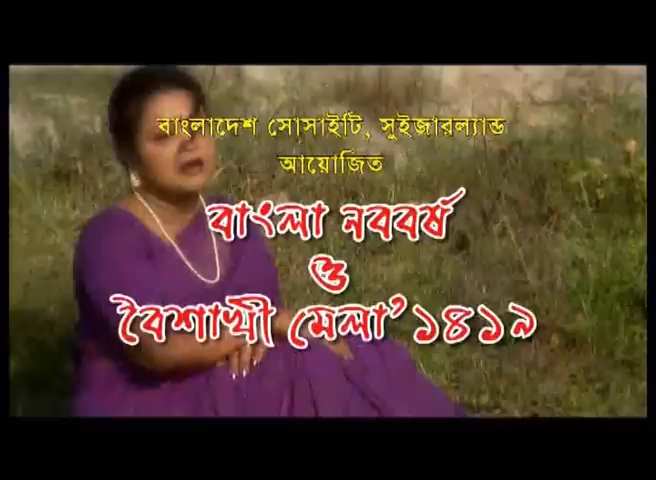 বাংলাদেশ সোসাইটি, সুইজারল্যান্ড
আয়োজিত
বাংলা নববর্ষ
ও
বৈশাখী মেলা'১৪১৯